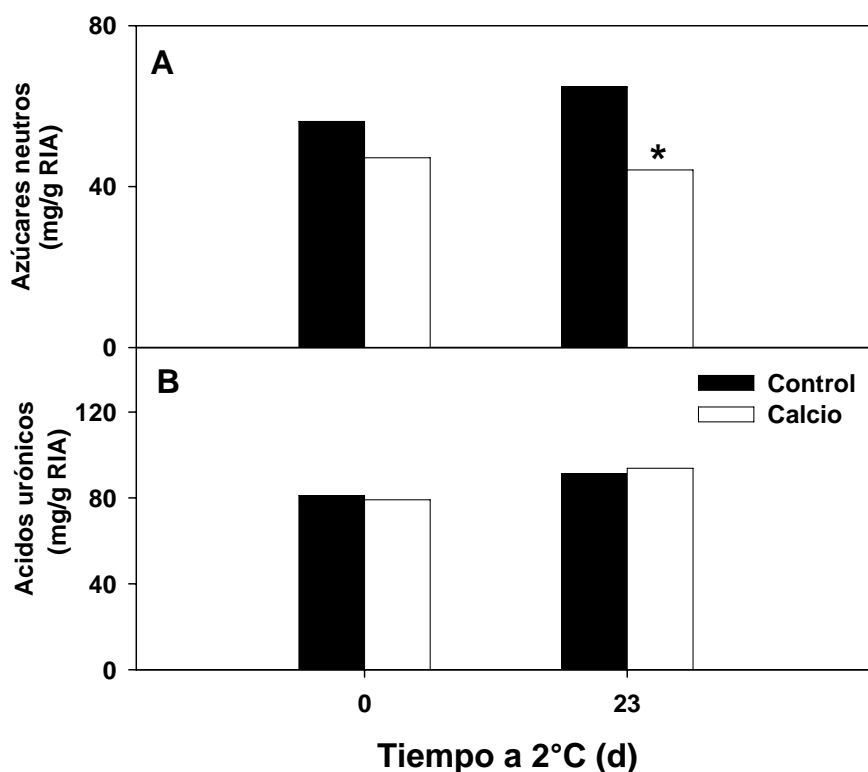 80
A
Azúcares neutros
(mg/g RIA)
*
40
0
B
Control
Calcio
120
Acidos urónicos
(mg/g RIA)
80
40
0
0
23
Tiempo a 2°C (d)